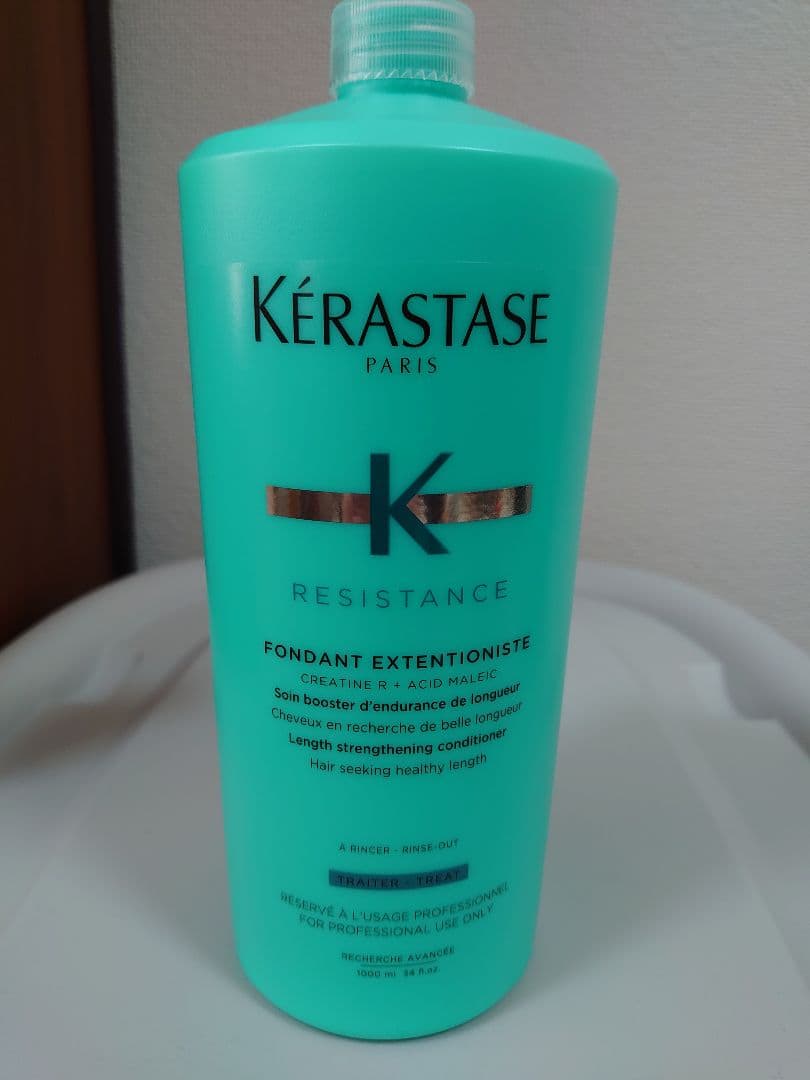 KÉRASTASE
PARIS
K
RESISTANCE
FONDANT EXTENTIONISTE
CREATINE R + ACID MALEIC
Soin booster d'endurance de longueur
Cheveux en recherche de belle longueur
Length strengthening conditioner
Hair seeking healthy length
À RINCER - RINSE-OUT
TRAITER - TREAT
RÉSERVÉ À L'USAGE PROFESSIONNEL
FOR PROFESSIONAL USE ONLY
RECHERCHE AVANCÉE
1000 ml 34 fl.oz.